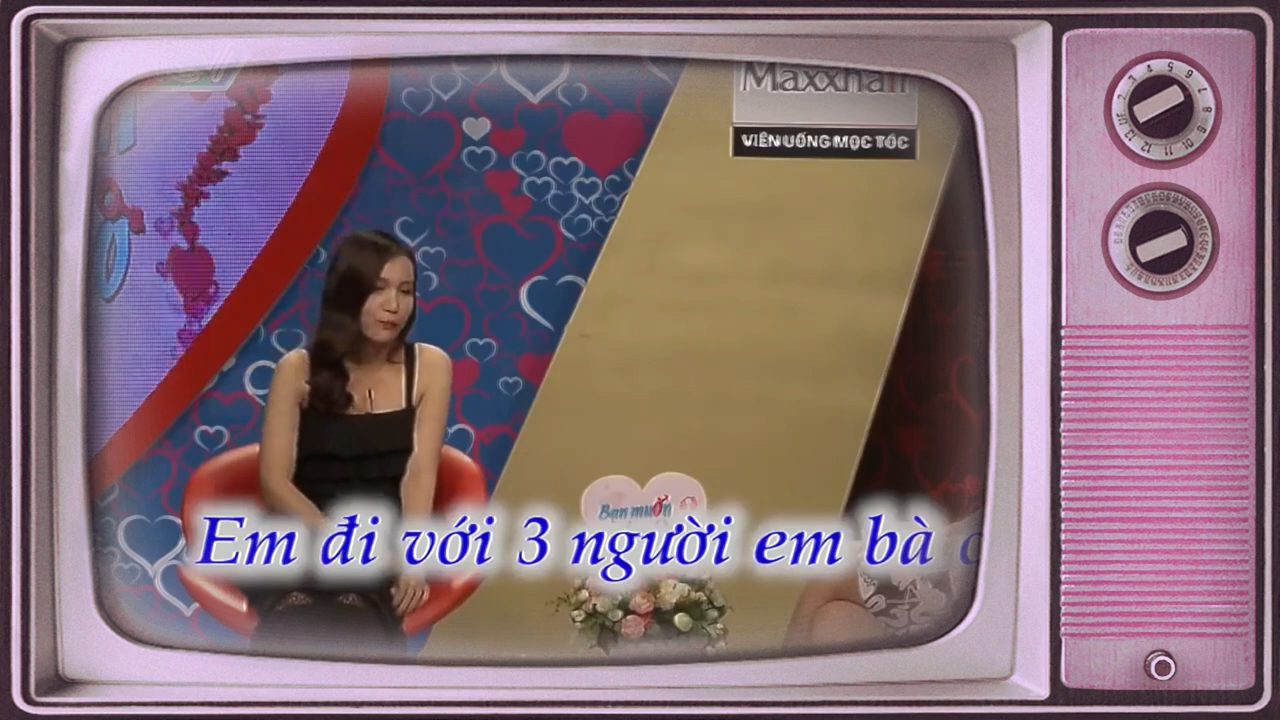 Maxxhair
VIÊN UỐNG MỌC TÓC
Bạn muốn
Em đi với 3 người em bà